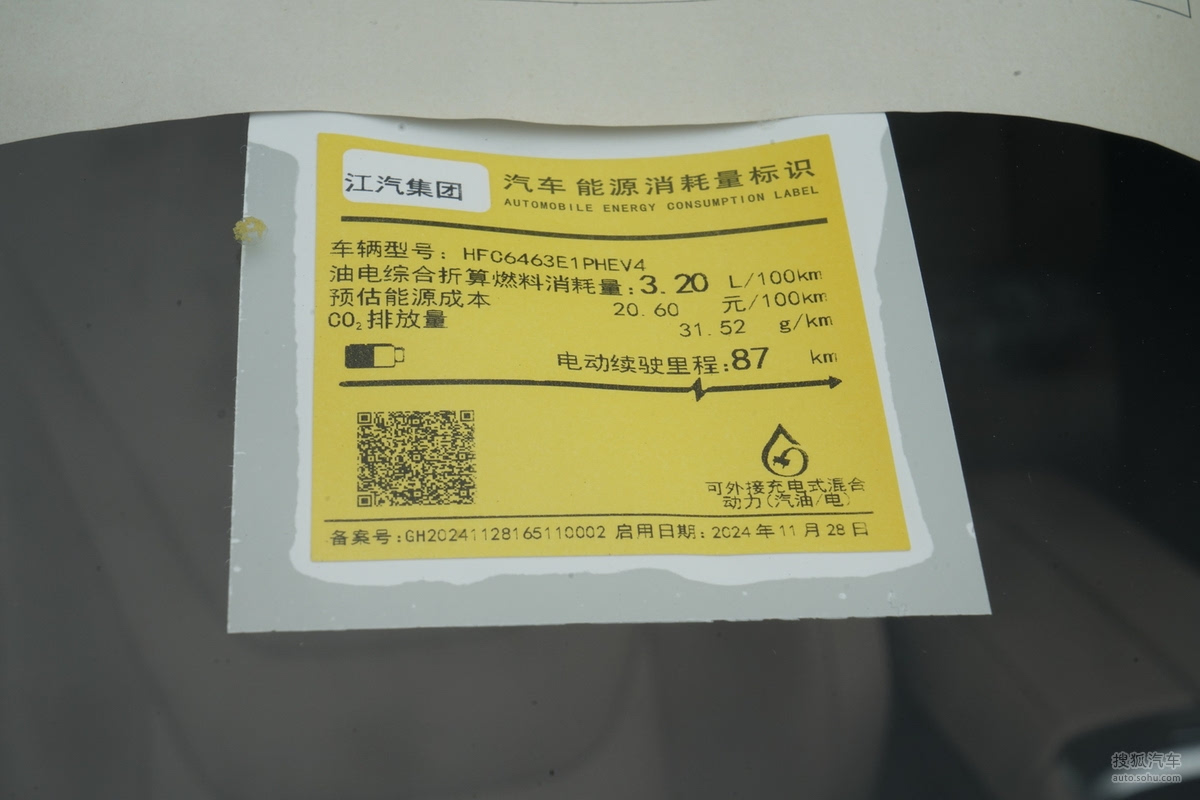 江汽集团
汽车能源消耗量标识
AUTOMOBILE ENERGY CONSUMPTION LABEL
车辆型号：HFC6463E1PHEV4
油电综合折算燃料消耗量：3.20 L/100km
预估能源成本 20.60 元/100km
CO₂排放量 31.52 g/km
电动续驶里程：87 km
可外接充电式混合
动力（汽油/电）
备案号：GH20241128165110002 启用日期：2024年11月28日
搜狐汽车
auto.sohu.com